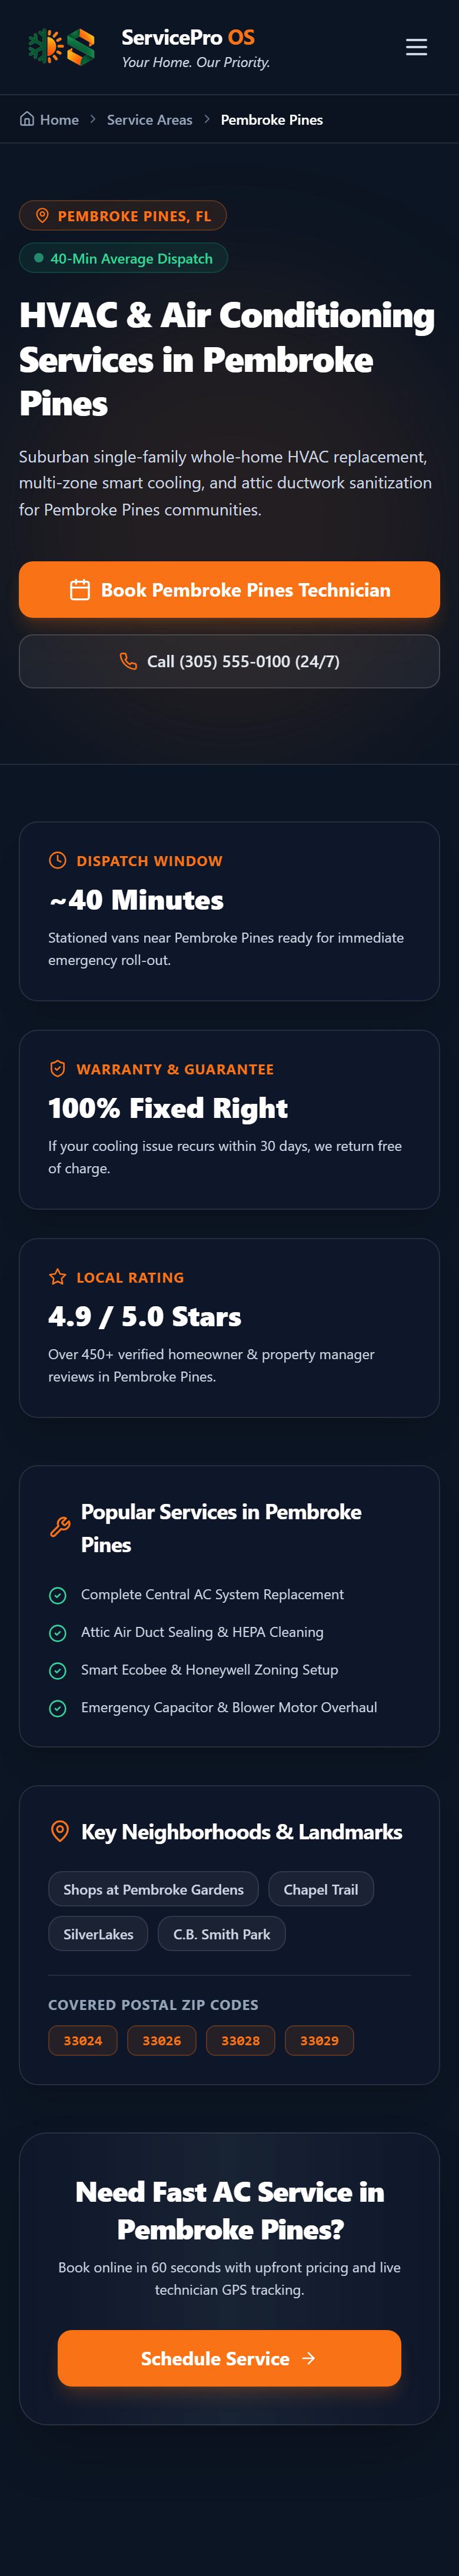 ServicePro OS
Your Home. Our Priority.
Home > Service Areas > Pembroke Pines
PEMBROKE PINES, FL
40-Min Average Dispatch
HVAC & Air Conditioning
Services in Pembroke
Pines
Suburban single-family whole-home HVAC replacement,
multi-zone smart cooling, and attic ductwork sanitization
for Pembroke Pines communities.
Book Pembroke Pines Technician
Call (305) 555-0100 (24/7)
DISPATCH WINDOW
~40 Minutes
Stationed vans near Pembroke Pines ready for immediate
emergency roll-out.
WARRANTY & GUARANTEE
100% Fixed Right
If your cooling issue recurs within 30 days, we return free
of charge.
LOCAL RATING
4.9 / 5.0 Stars
Over 450+ verified homeowner & property manager
reviews in Pembroke Pines.
Popular Services in Pembroke
Pines
Complete Central AC System Replacement
Attic Air Duct Sealing & HEPA Cleaning
Smart Ecobee & Honeywell Zoning Setup
Emergency Capacitor & Blower Motor Overhaul
Key Neighborhoods & Landmarks
Shops at Pembroke Gardens Chapel Trail
SilverLakes C.B. Smith Park
COVERED POSTAL ZIP CODES
33024 33026 33028 33029
Need Fast AC Service in
Pembroke Pines?
Book online in 60 seconds with upfront pricing and live
technician GPS tracking.
Schedule Service →